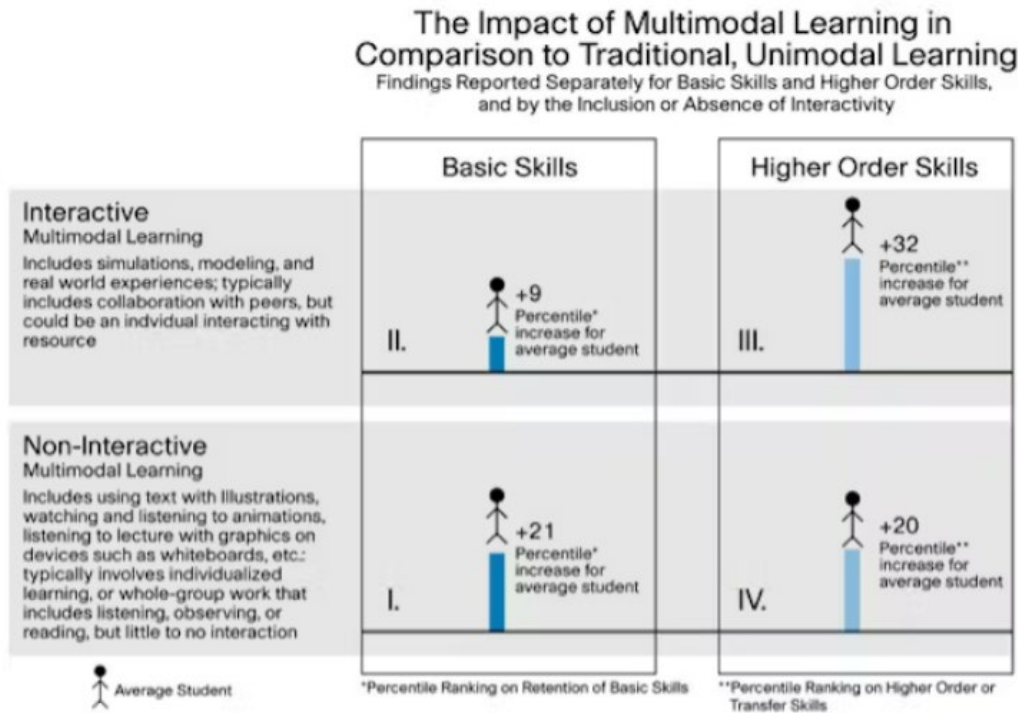 The Impact of Multimodal Learning in
Comparison to Traditional, Unimodal Learning
Findings Reported Separately for Basic Skills and Higher Order Skills,
and by the Inclusion or Absence of Interactivity
Basic Skills
Higher Order Skills
Interactive
Multimodal Learning
Includes simulations, modeling, and
real world experiences; typically
includes collaboration with peers, but
could be an indvidual interacting with
resource
II.
+9
Percentile*
increase for
average student
III.
+32
Percentile**
increase for
average student
Non-Interactive
Multimodal Learning
Includes using text with Illustrations,
watching and listening to animations,
listening to lecture with graphics on
devices such as whiteboards, etc.:
typically involves individualized
learning, or whole-group work that
includes listening, observing, or
reading, but little to no interaction
I.
+21
Percentile*
increase for
average student
IV.
+20
Percentile**
increase for
average student
Average Student
*Percentile Ranking on Retention of Basic Skills
**Percentile Ranking on Higher Order or
Transfer Skills